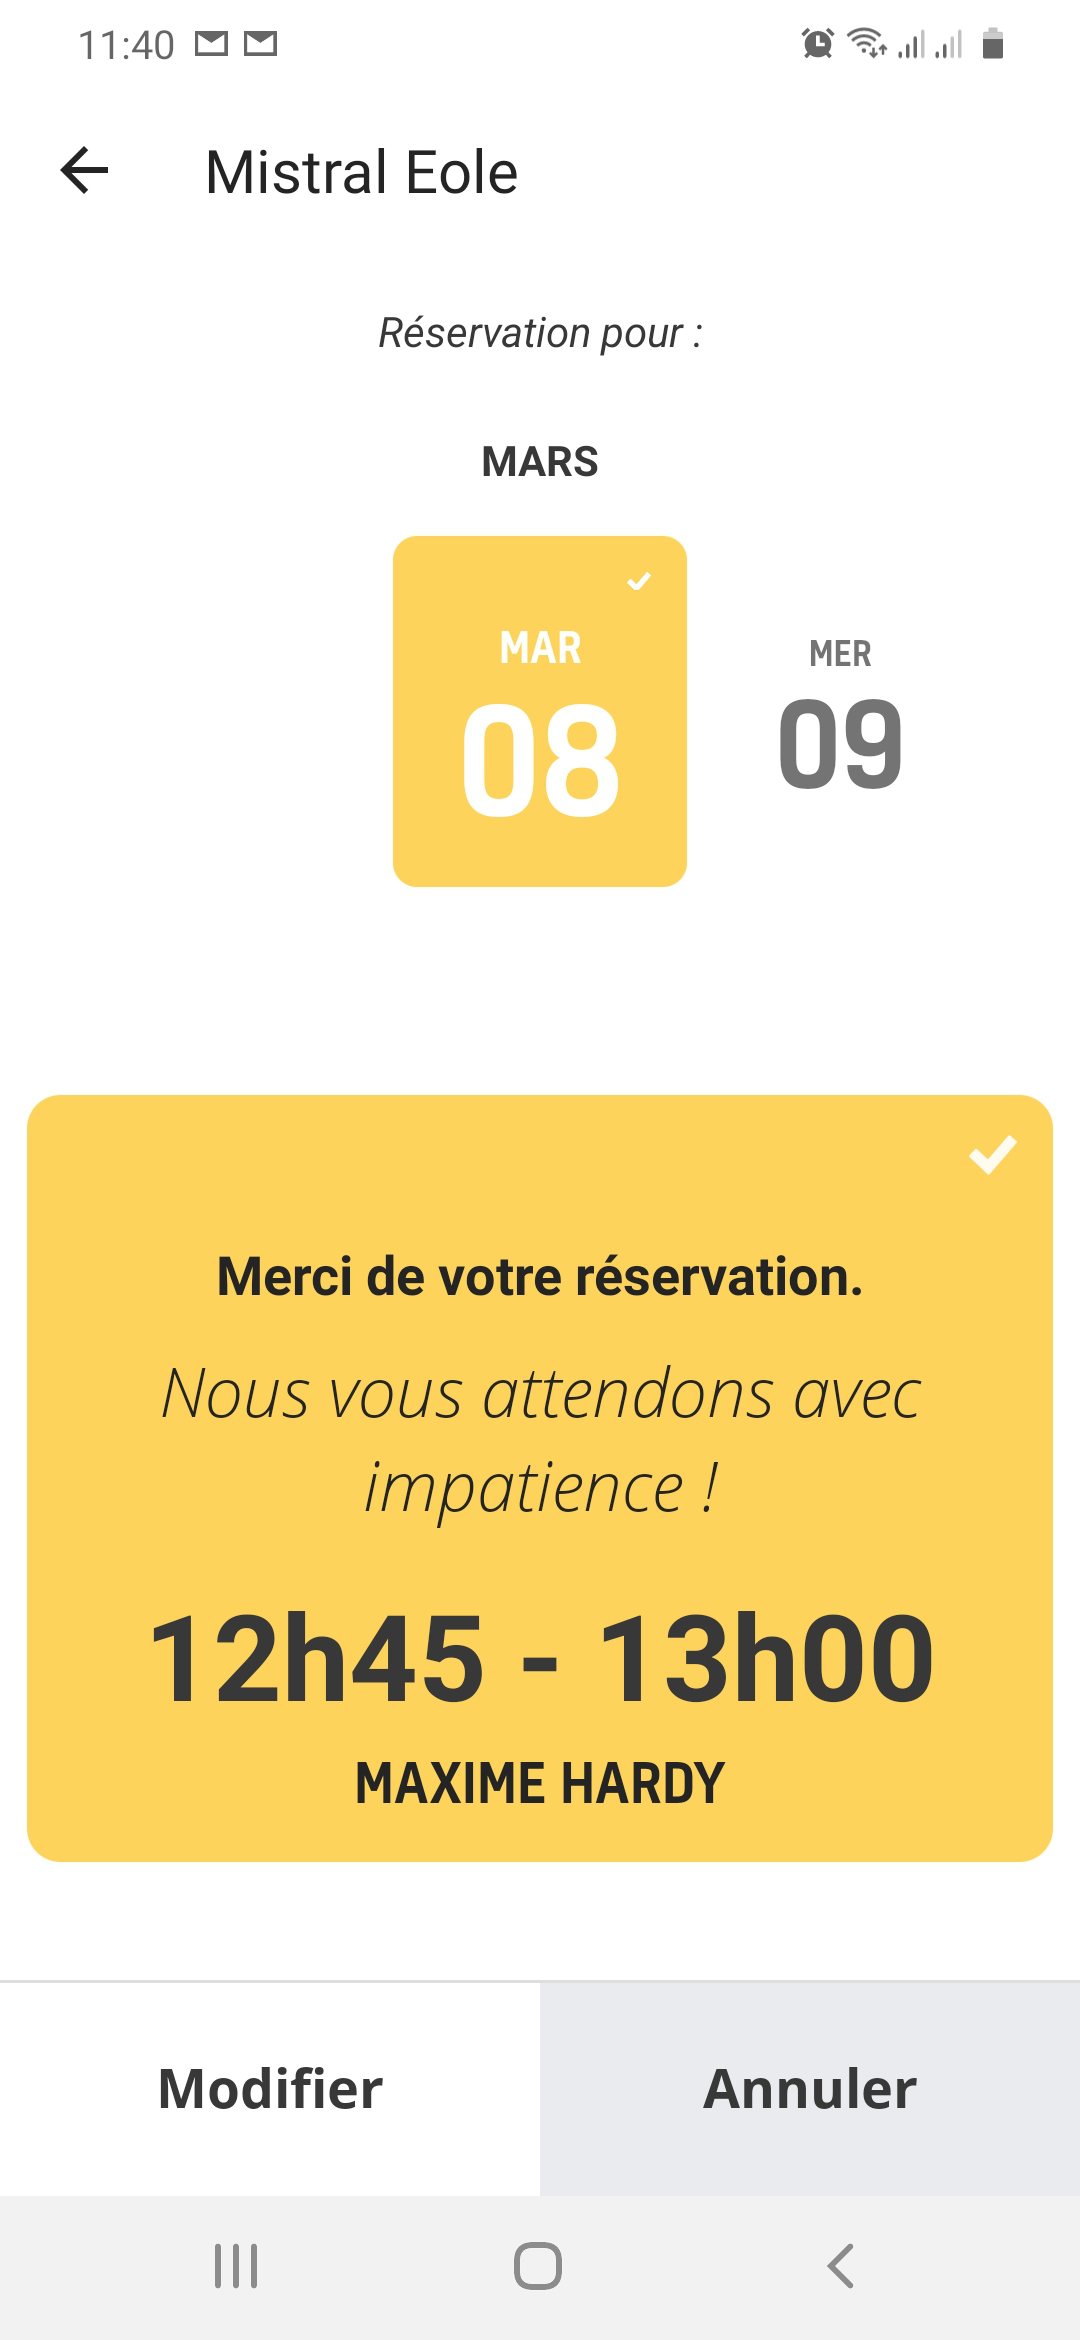 11:40
Mistral Eole
Réservation pour :
MARS
MAR
08
MER
09
Merci de votre réservation.
Nous vous attendons avec
impatience !
12h45 - 13h00
MAXIME HARDY
Modifier
Annuler